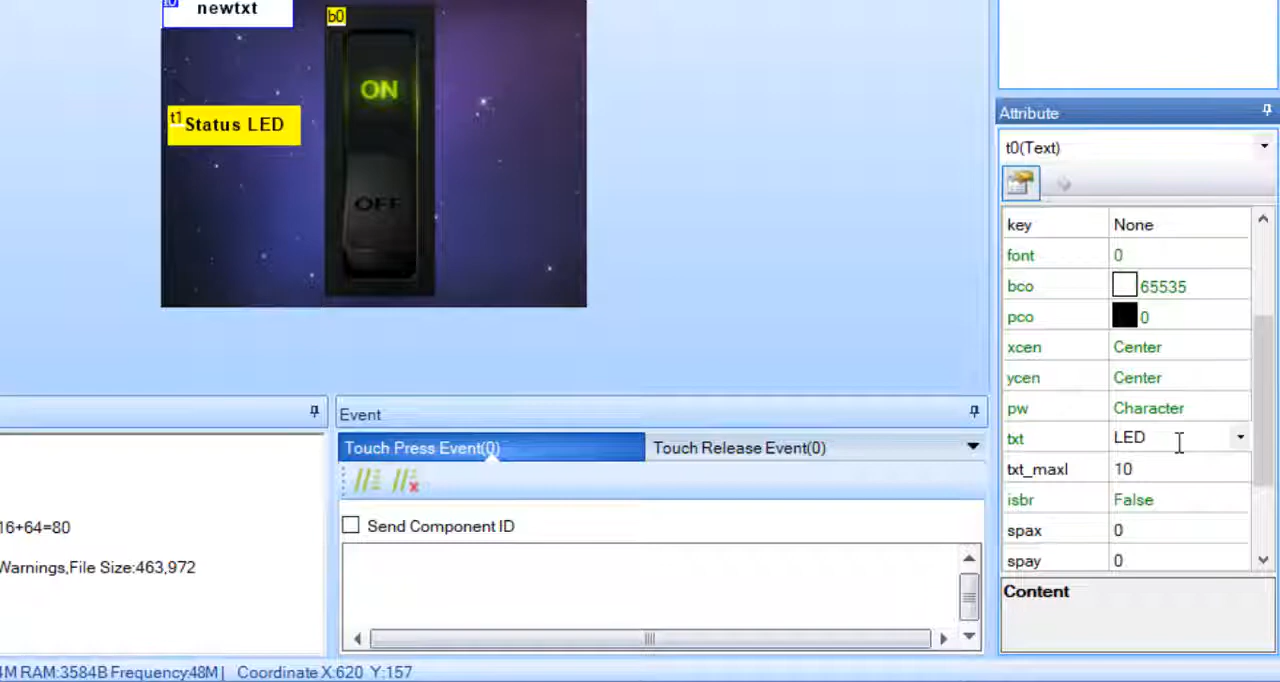 t0
newtxt
b0
ON
t1
Status LED
OFF
Attribute
t0(Text)
key None
font 0
bco 65535
pco 0
xcen Center
ycen Center
pw Character
txt LED
txt_maxl 10
isbr False
spax 0
spay 0
Content
Event
Touch Press Event(0) Touch Release Event(0)
Send Component ID
16+64=80
Warnings,File Size:463,972
4M RAM:3584B Frequency:48M| Coordinate X:620 Y:157